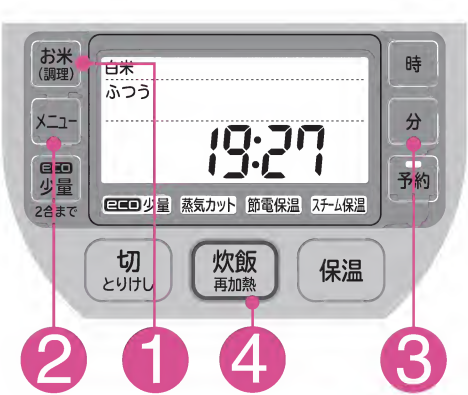 お米
(調理)
メニュー
eco
少量
2合まで
白米
ふつう
19:27
eco少量 蒸気カット 節電保温 スチーム保温
時
分
予約
切
とりけし
炊飯
再加熱
保温
2
1
4
3